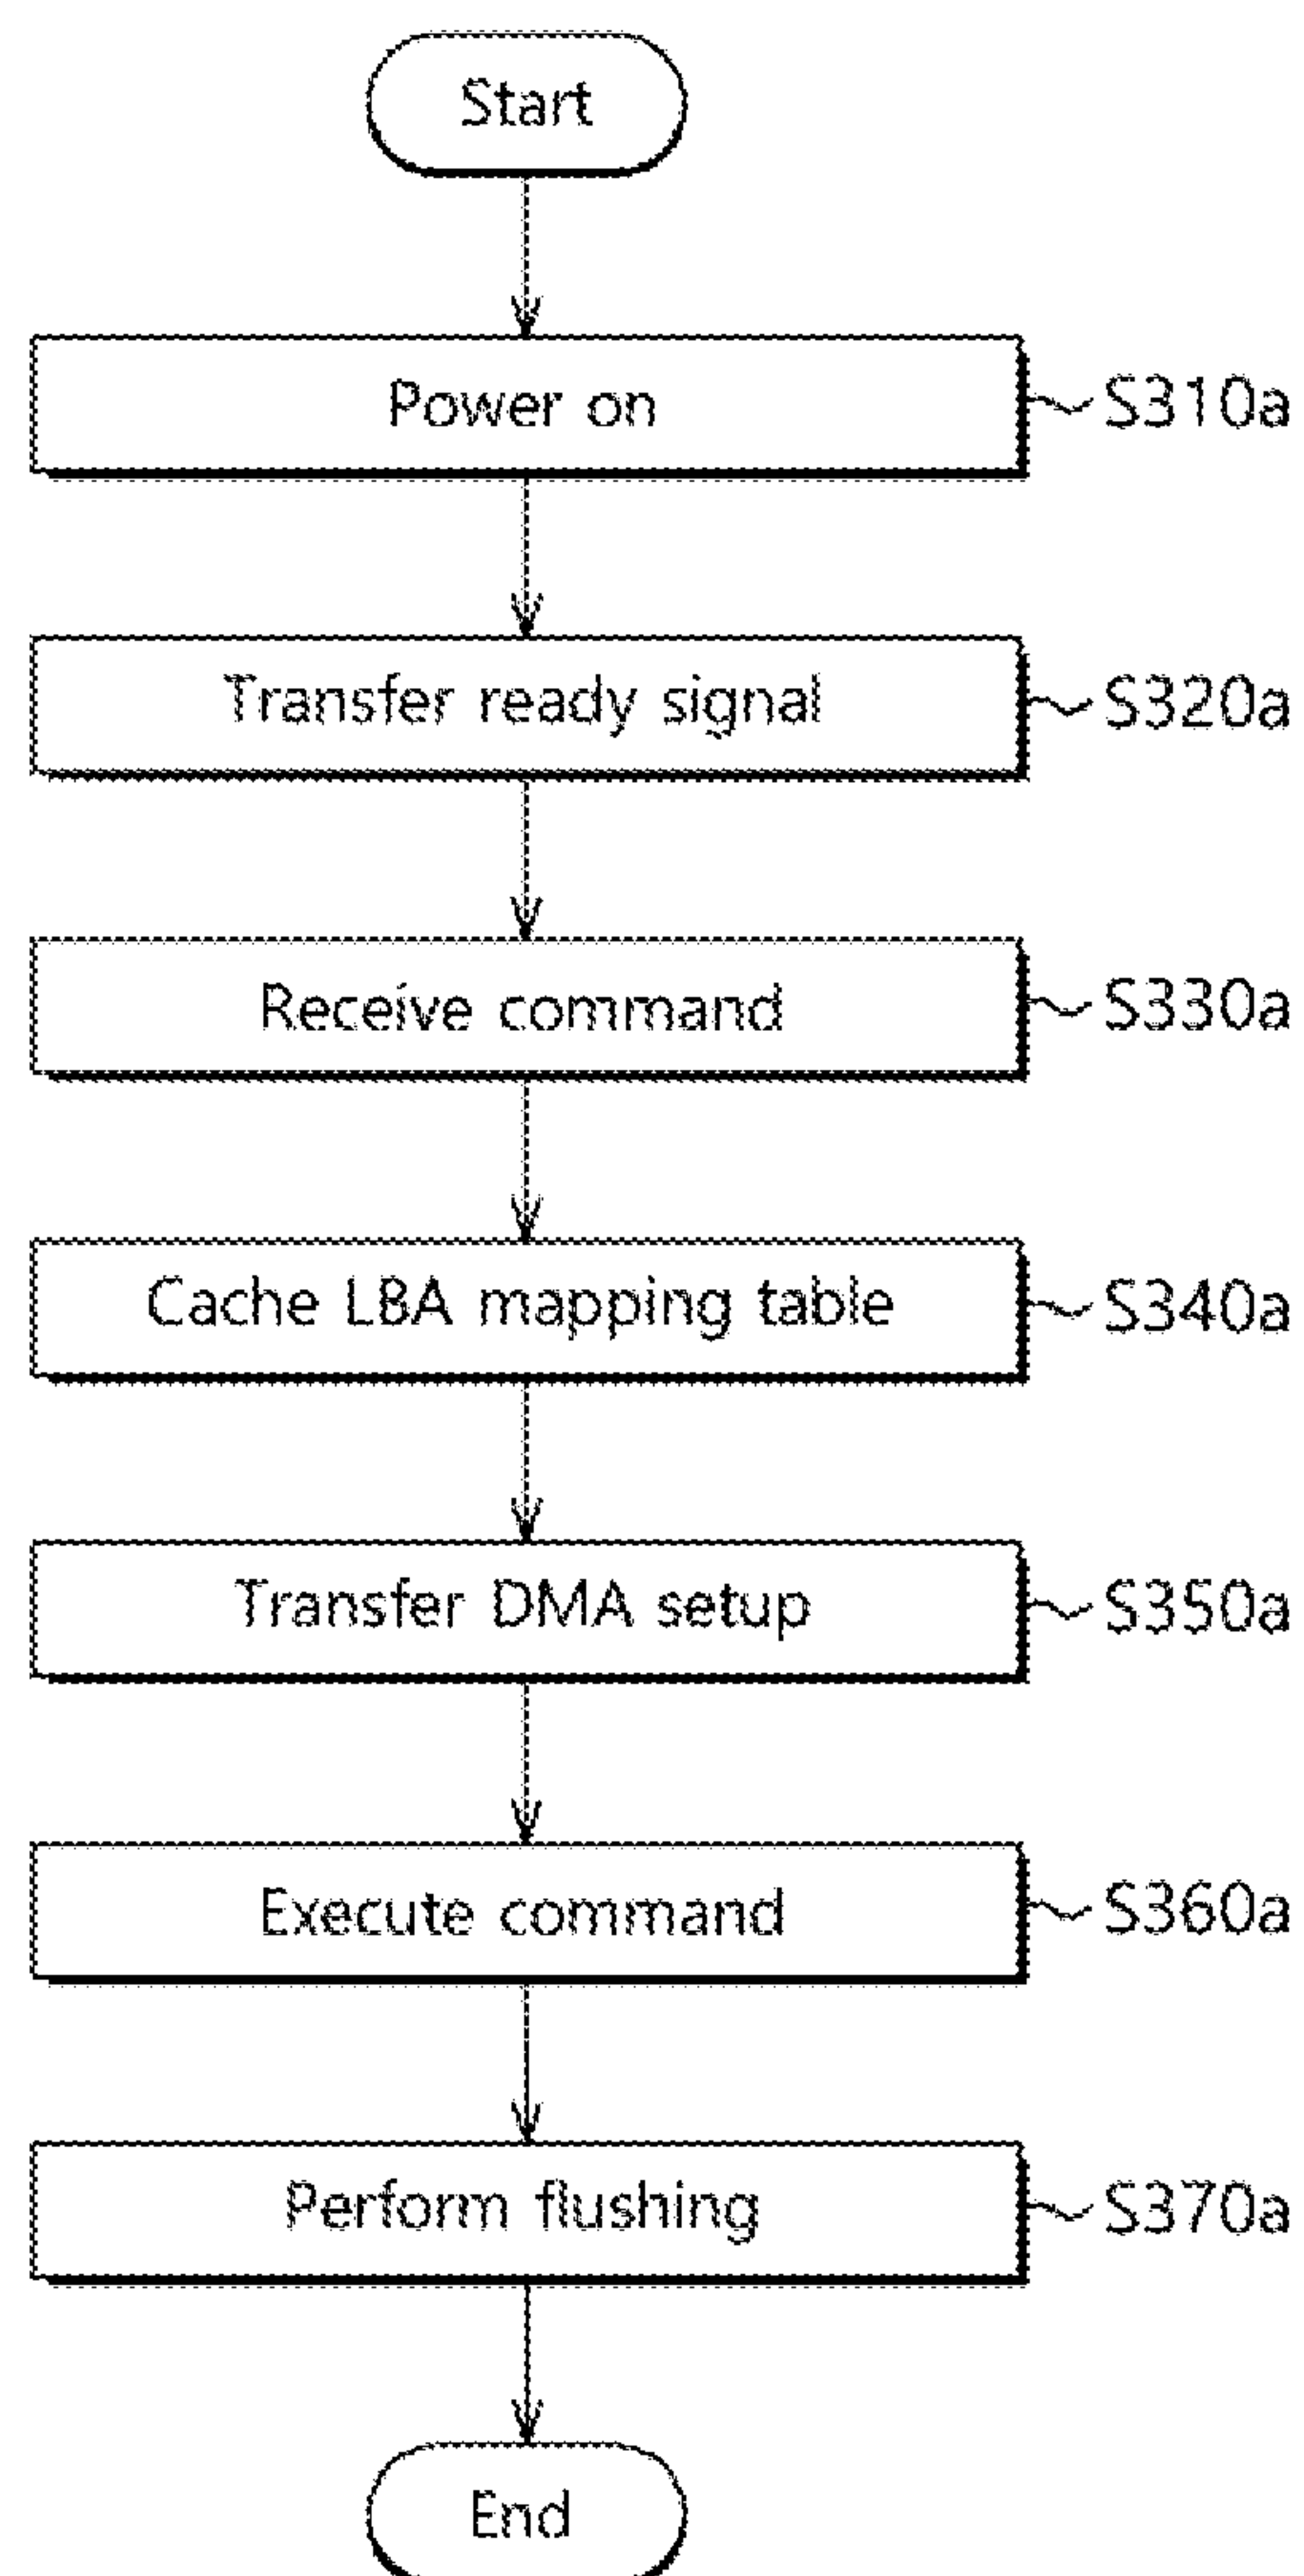 Start
Power on
S310a
Transfer ready signal
S320a
Receive command
S330a
Cache LBA mapping table
S340a
Transfer DMA setup
S350a
Execute command
S360a
Perform flushing
S370a
End